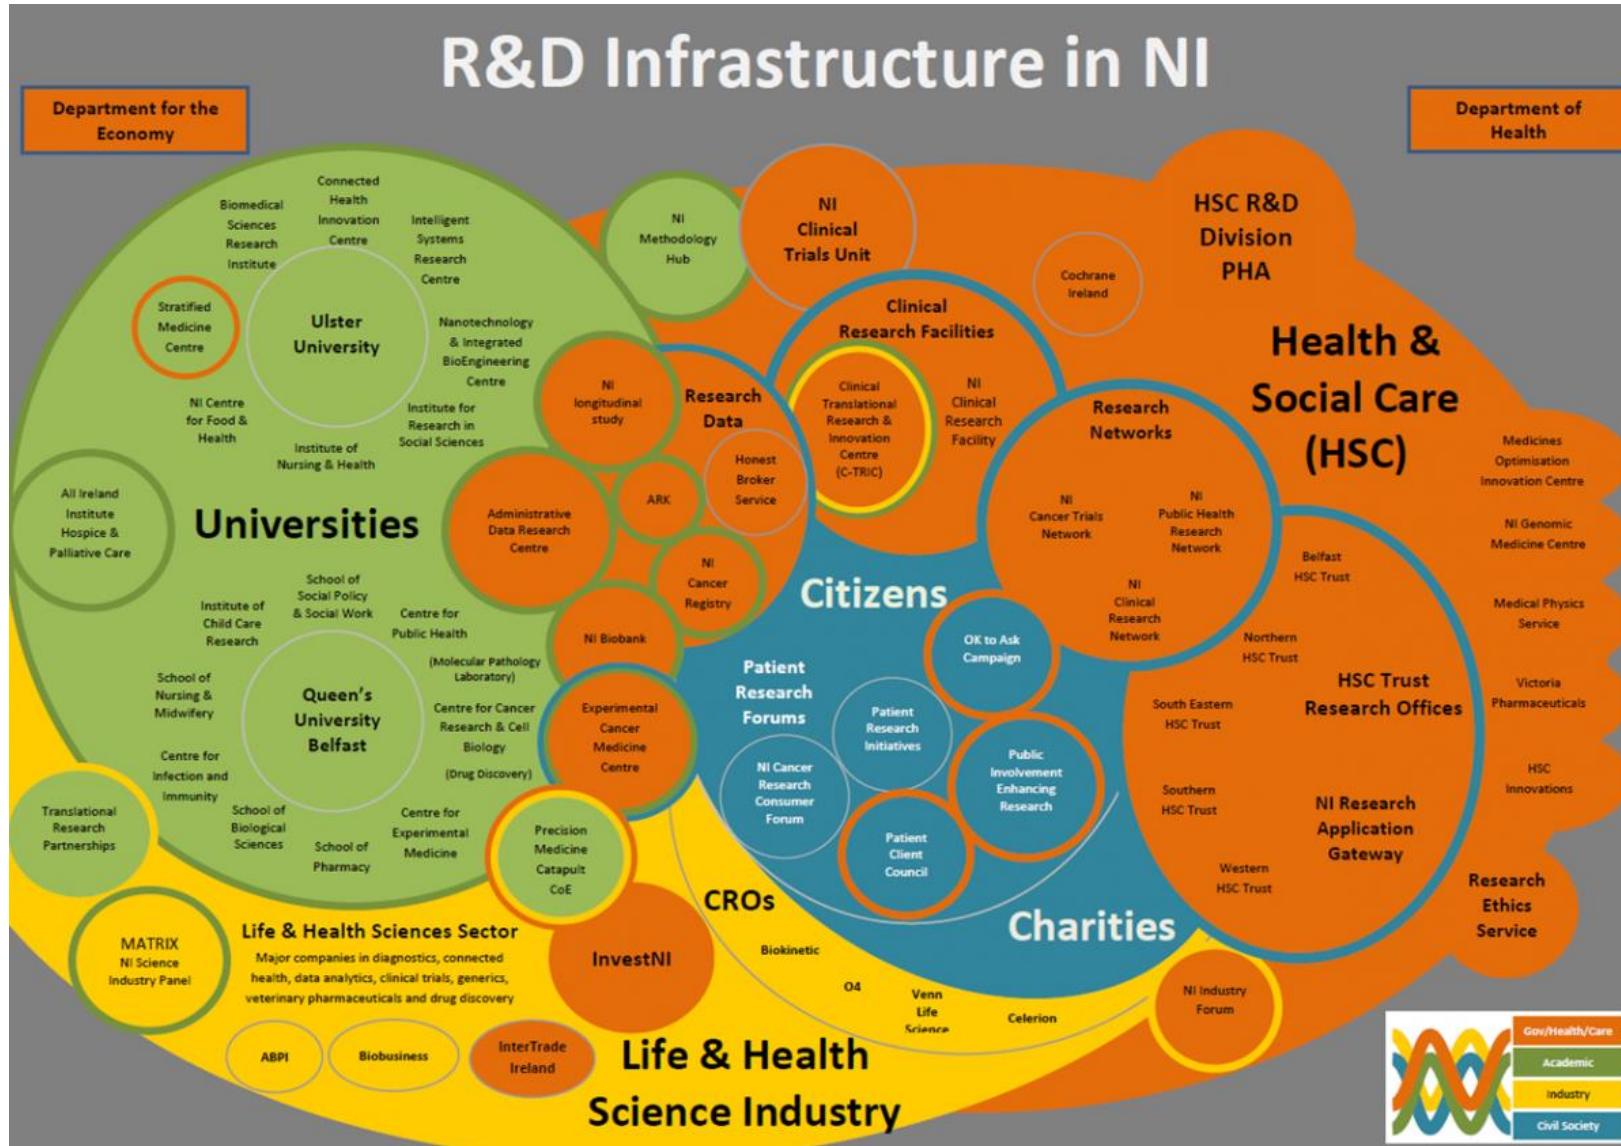 R&D Infrastructure in NI
Department for the
Economy
Department of
Health
Biomedical
Sciences
Research
Institute
Connected
Health
Innovation
Centre
Intelligent
Systems
Research
Centre
Stratified
Medicine
Centre
Ulster
University
Nanotechnology
& Integrated
BioEngineering
Centre
NI Centre
for Food &
Health
Institute of
Nursing & Health
Institute for
Research in
Social Sciences
All Ireland
Institute
Hospice &
Palliative Care
Universities
School of
Social Policy
& Social Work
Institute of
Child Care
Research
Centre for
Public Health
(Molecular Pathology
Laboratory)
School of
Nursing &
Midwifery
Queen's
University
Belfast
Centre for Cancer
Research & Cell
Biology
(Drug Discovery)
Centre for
Infection and
Immunity
School of
Biological
Sciences
School of
Pharmacy
Centre for
Experimental
Medicine
Translational
Research
Partnerships
MATRIX
NI Science
Industry Panel
Life & Health Sciences Sector
Major companies in diagnostics, connected
health, data analytics, clinical trials, generics,
veterinary pharmaceuticals and drug discovery
ABPI
Biobusiness
InterTrade
Ireland
InvestNI
Precision
Medicine
Catapult
CoE
Life & Health
Science Industry
NI
Methodology
Hub
NI
Clinical
Trials Unit
NI
longitudinal
study
Research
Data
Honest
Broker
Service
ARK
Administrative
Data Research
Centre
NI
Cancer
Registry
NI Biobank
Experimental
Cancer
Medicine
Centre
Clinical
Research Facilities
Clinical
Translational
Research &
Innovation
Centre
(C-TRIC)
NI
Clinical
Research
Facility
Cochrane
Ireland
HSC R&D
Division
PHA
Health &
Social Care
(HSC)
Research
Networks
NI
Cancer Trials
Network
NI
Public Health
Research
Network
NI
Clinical
Research
Network
Citizens
OK to Ask
Campaign
Patient
Research
Forums
Patient
Research
Initiatives
NI Cancer
Research
Consumer
Forum
Public
Involvement
Enhancing
Research
Patient
Client
Council
Charities
CROs
Biokinetic
O4
Venn
Life
Science
Celerion
NI Industry
Forum
Belfast
HSC Trust
Northern
HSC Trust
South Eastern
HSC Trust
Southern
HSC Trust
Western
HSC Trust
HSC Trust
Research Offices
NI Research
Application
Gateway
Medicines
Optimisation
Innovation Centre
NI Genomic
Medicine Centre
Medical Physics
Service
Victoria
Pharmaceuticals
HSC
Innovations
Research
Ethics
Service
Gov/Health/Care
Academic
Industry
Civil Society